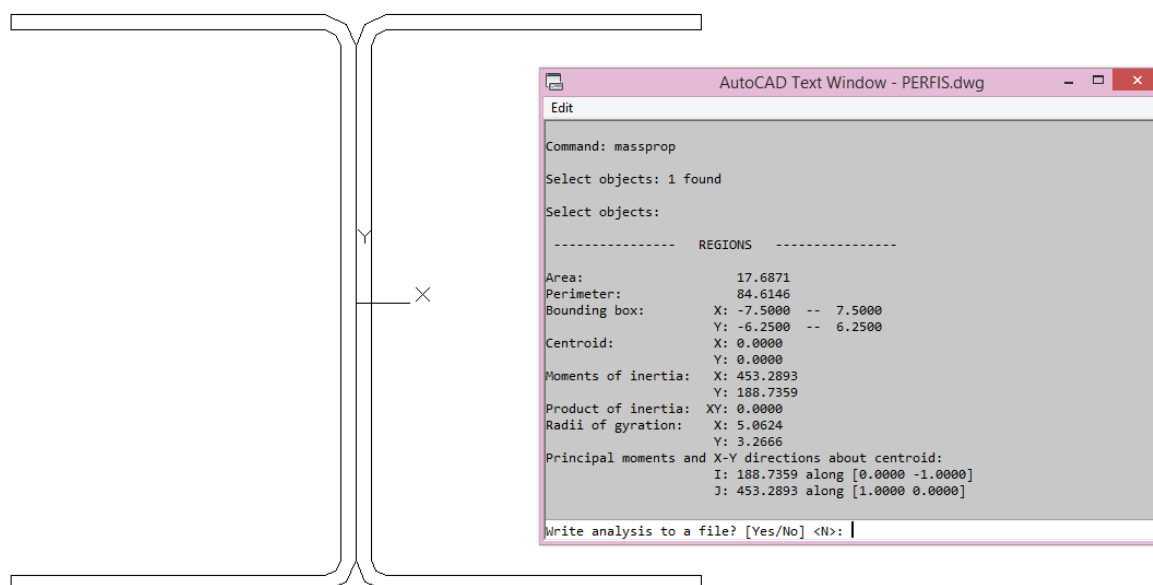 AutoCAD Text Window - PERFIS.dwg
Edit
Command: massprop
Select objects: 1 found
Select objects:
---------------- REGIONS ----------------
Area: 17.6871
Perimeter: 84.6146
Bounding box: X: -7.5000 -- 7.5000
Y: -6.2500 -- 6.2500
Centroid: X: 0.0000
Y: 0.0000
Moments of inertia: X: 453.2893
Y: 188.7359
Product of inertia: XY: 0.0000
Radii of gyration: X: 5.0624
Y: 3.2666
Principal moments and X-Y directions about centroid:
I: 188.7359 along [0.0000 -1.0000]
J: 453.2893 along [1.0000 0.0000]
Write analysis to a file? [Yes/No] <N>:
Y
X